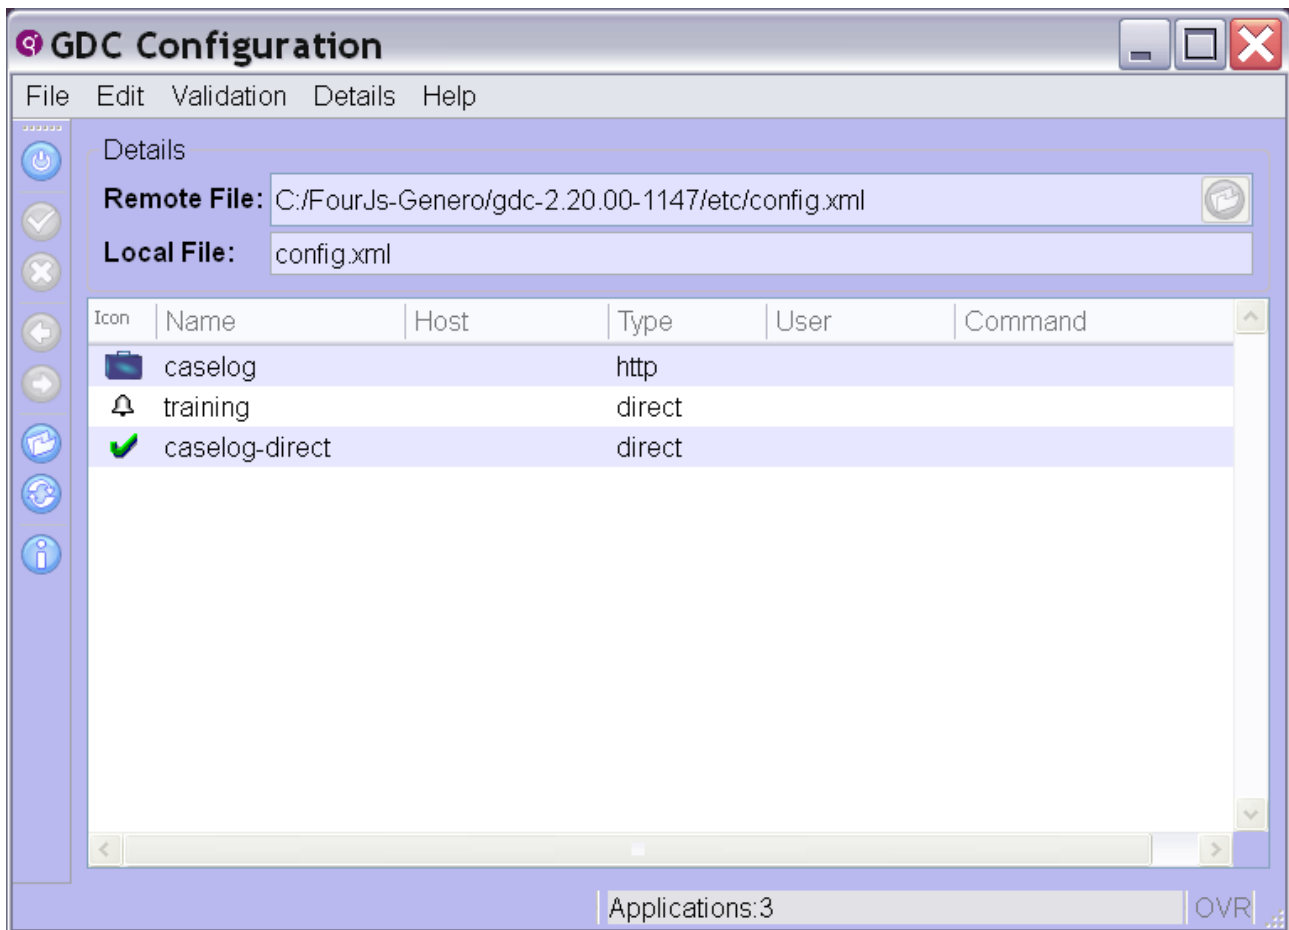 GDC Configuration
File Edit Validation Details Help
Details
Remote File: C:/FourJs-Genero/gdc-2.20.00-1147/etc/config.xml
Local File: config.xml
Icon Name Host Type User Command
caselog http
training direct
caselog-direct direct
Applications:3 OVR